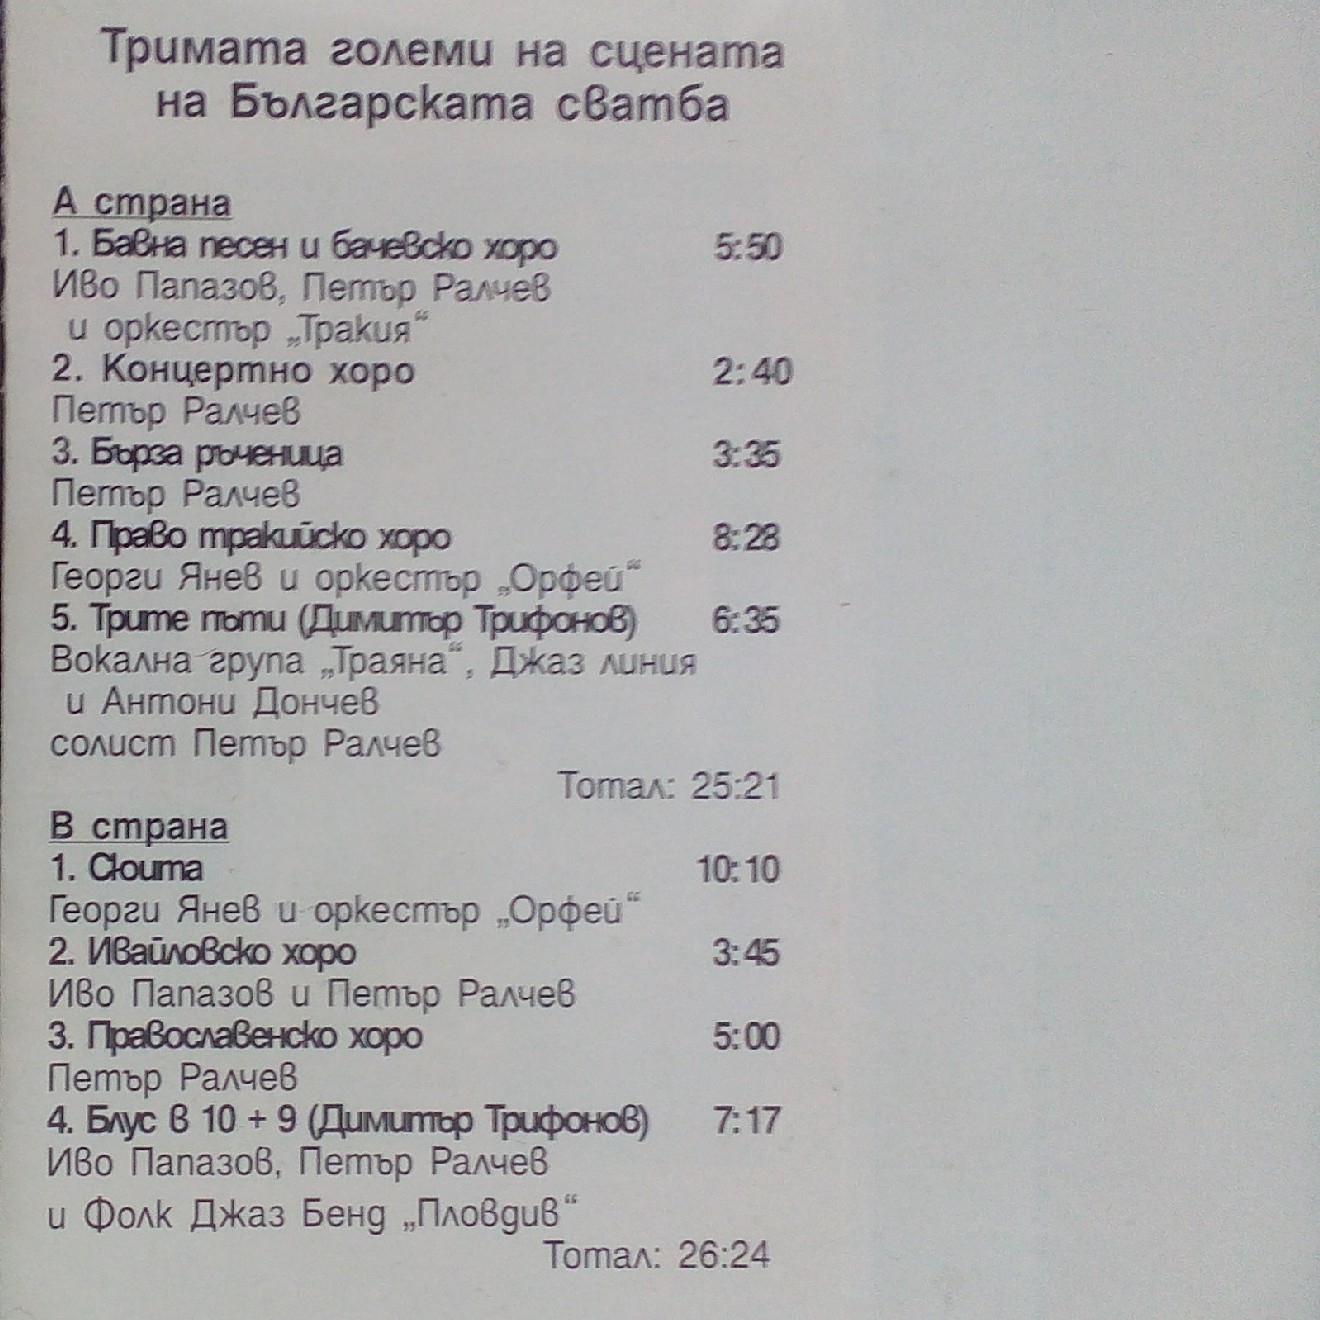 Тримата големи на сцената
на Българската сватба
А страна
1. Бавна песен и бачевско хоро 5:50
Иво Папазов, Петър Ралчев
и оркестър „Тракия“
2. Концертно хоро 2:40
Петър Ралчев
3. Бърза ръченица 3:35
Петър Ралчев
4. Право тракийско хоро 8:28
Георги Янев и оркестър „Орфей“
5. Трите пъти (Димитър Трифонов) 6:35
Вокална група „Траяна“, Джаз линия
и Антони Дончев
солист Петър Ралчев
Тотал: 25:21
В страна
1. Сюита 10:10
Георги Янев и оркестър „Орфей“
2. Ивайловско хоро 3:45
Иво Папазов и Петър Ралчев
3. Православенско хоро 5:00
Петър Ралчев
4. Блус в 10 + 9 (Димитър Трифонов) 7:17
Иво Папазов, Петър Ралчев
и Фолк Джаз Бенд „Пловдив“
Тотал: 26:24